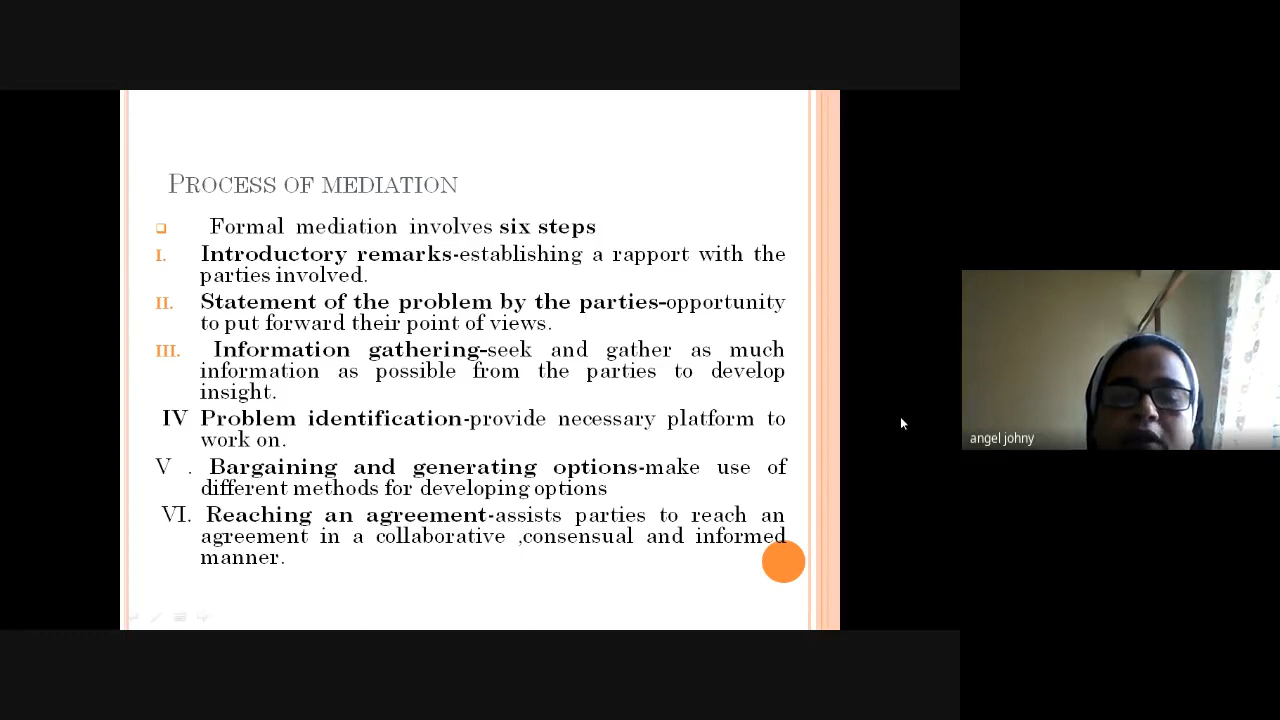 PROCESS OF MEDIATION
Formal mediation involves six steps
I. Introductory remarks-establishing a rapport with the
parties involved.
II. Statement of the problem by the parties-opportunity
to put forward their point of views.
III. Information gathering-seek and gather as much
information as possible from the parties to develop
insight.
IV Problem identification-provide necessary platform to
work on.
V . Bargaining and generating options-make use of
different methods for developing options
VI. Reaching an agreement-assists parties to reach an
agreement in a collaborative ,consensual and informed
manner.
angel johny